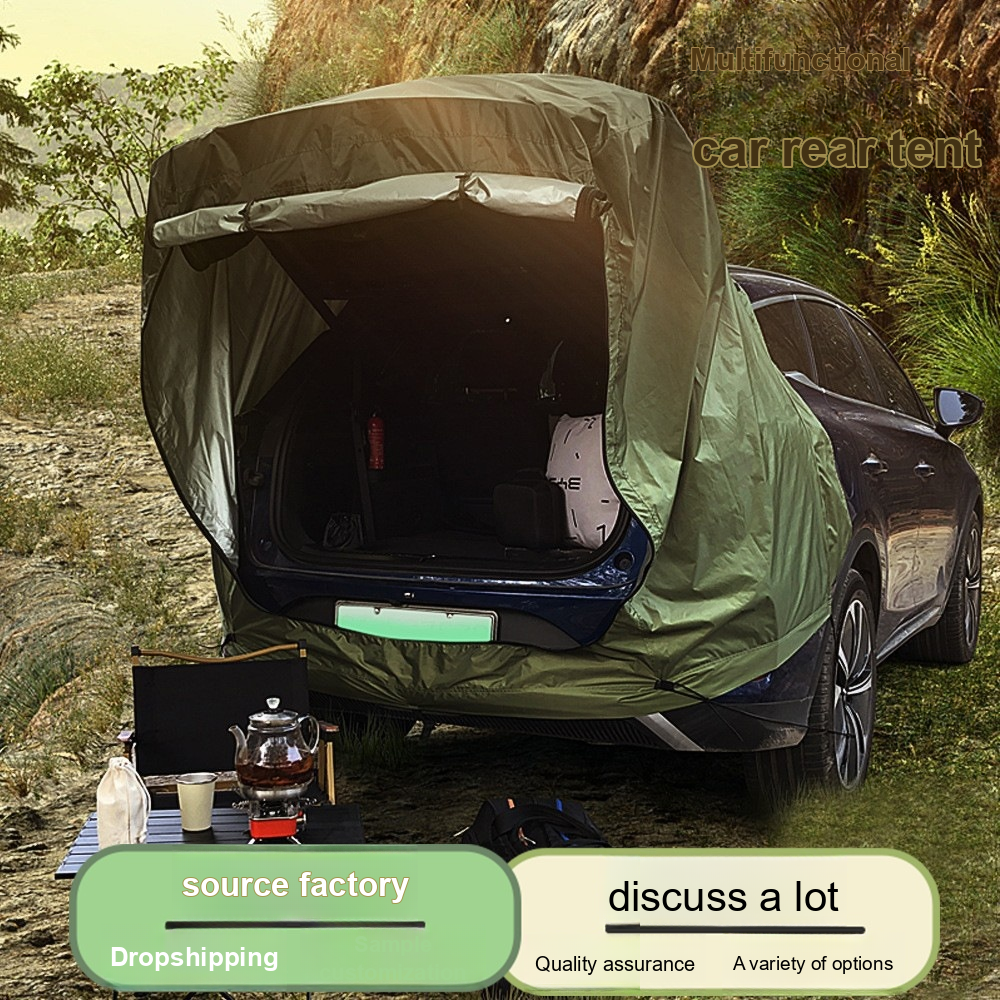 Multifunctional
car rear tent
source factory
Dropshipping
discuss a lot
Quality assurance
A variety of options